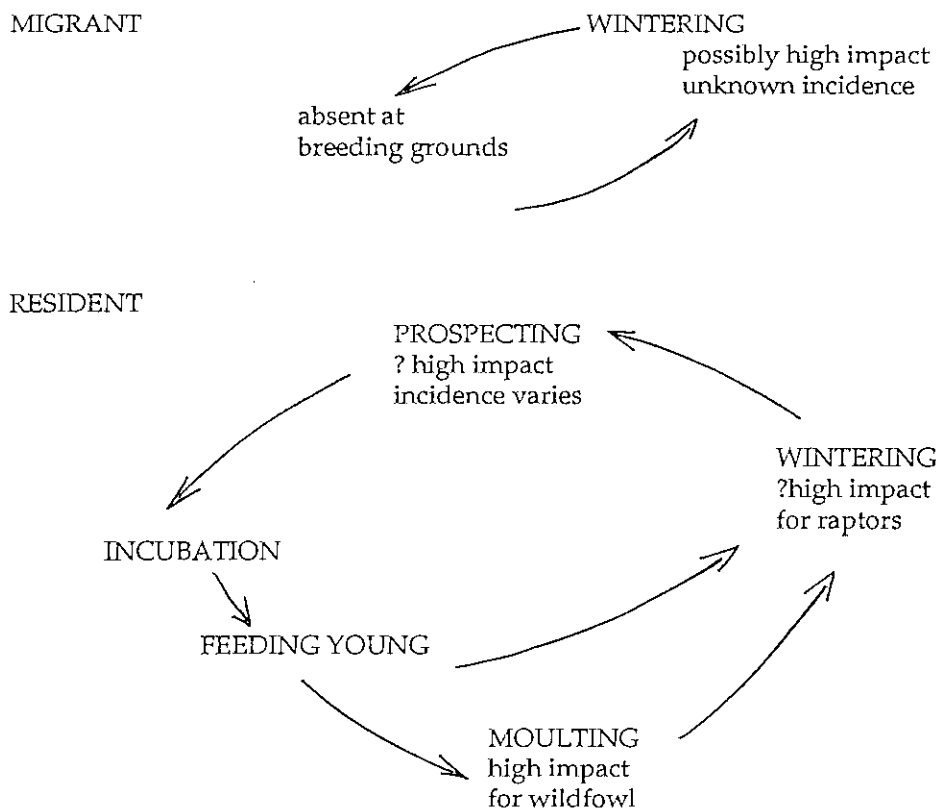 MIGRANT
WINTERING
possibly high impact
unknown incidence
absent at
breeding grounds
RESIDENT
PROSPECTING
? high impact
incidence varies
WINTERING
?high impact
for raptors
INCUBATION
FEEDING YOUNG
MOULTING
high impact
for wildfowl